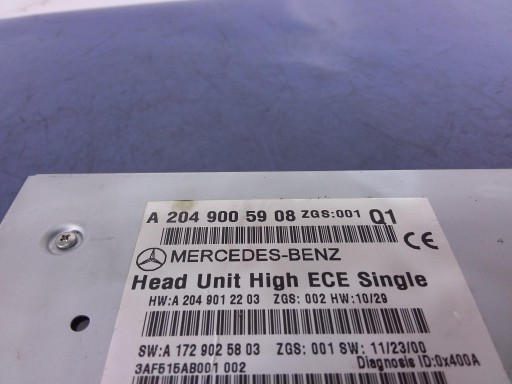 A 204 900 59 08 ZGS:001 Q1
MERCEDES-BENZ CE
Head Unit High ECE Single
HW:A 204 901 22 03 ZGS: 002 HW:10/29
SW:A 172 902 58 03 ZGS: 001 SW: 11/23/00
3AF515AB001 002 Diagnosis ID:0x400A